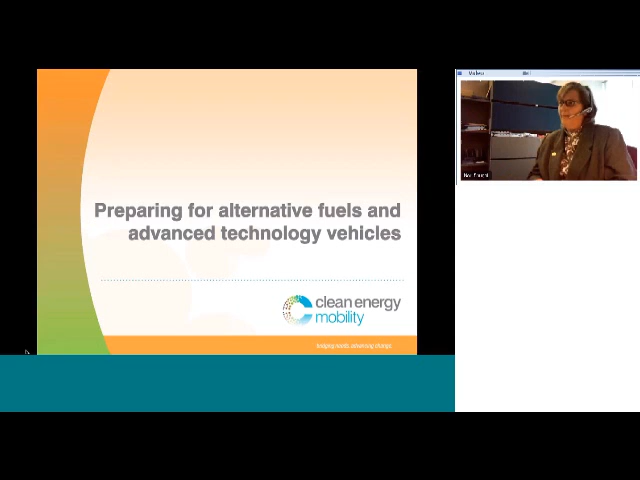 Preparing for alternative fuels and
advanced technology vehicles
clean energy
mobility